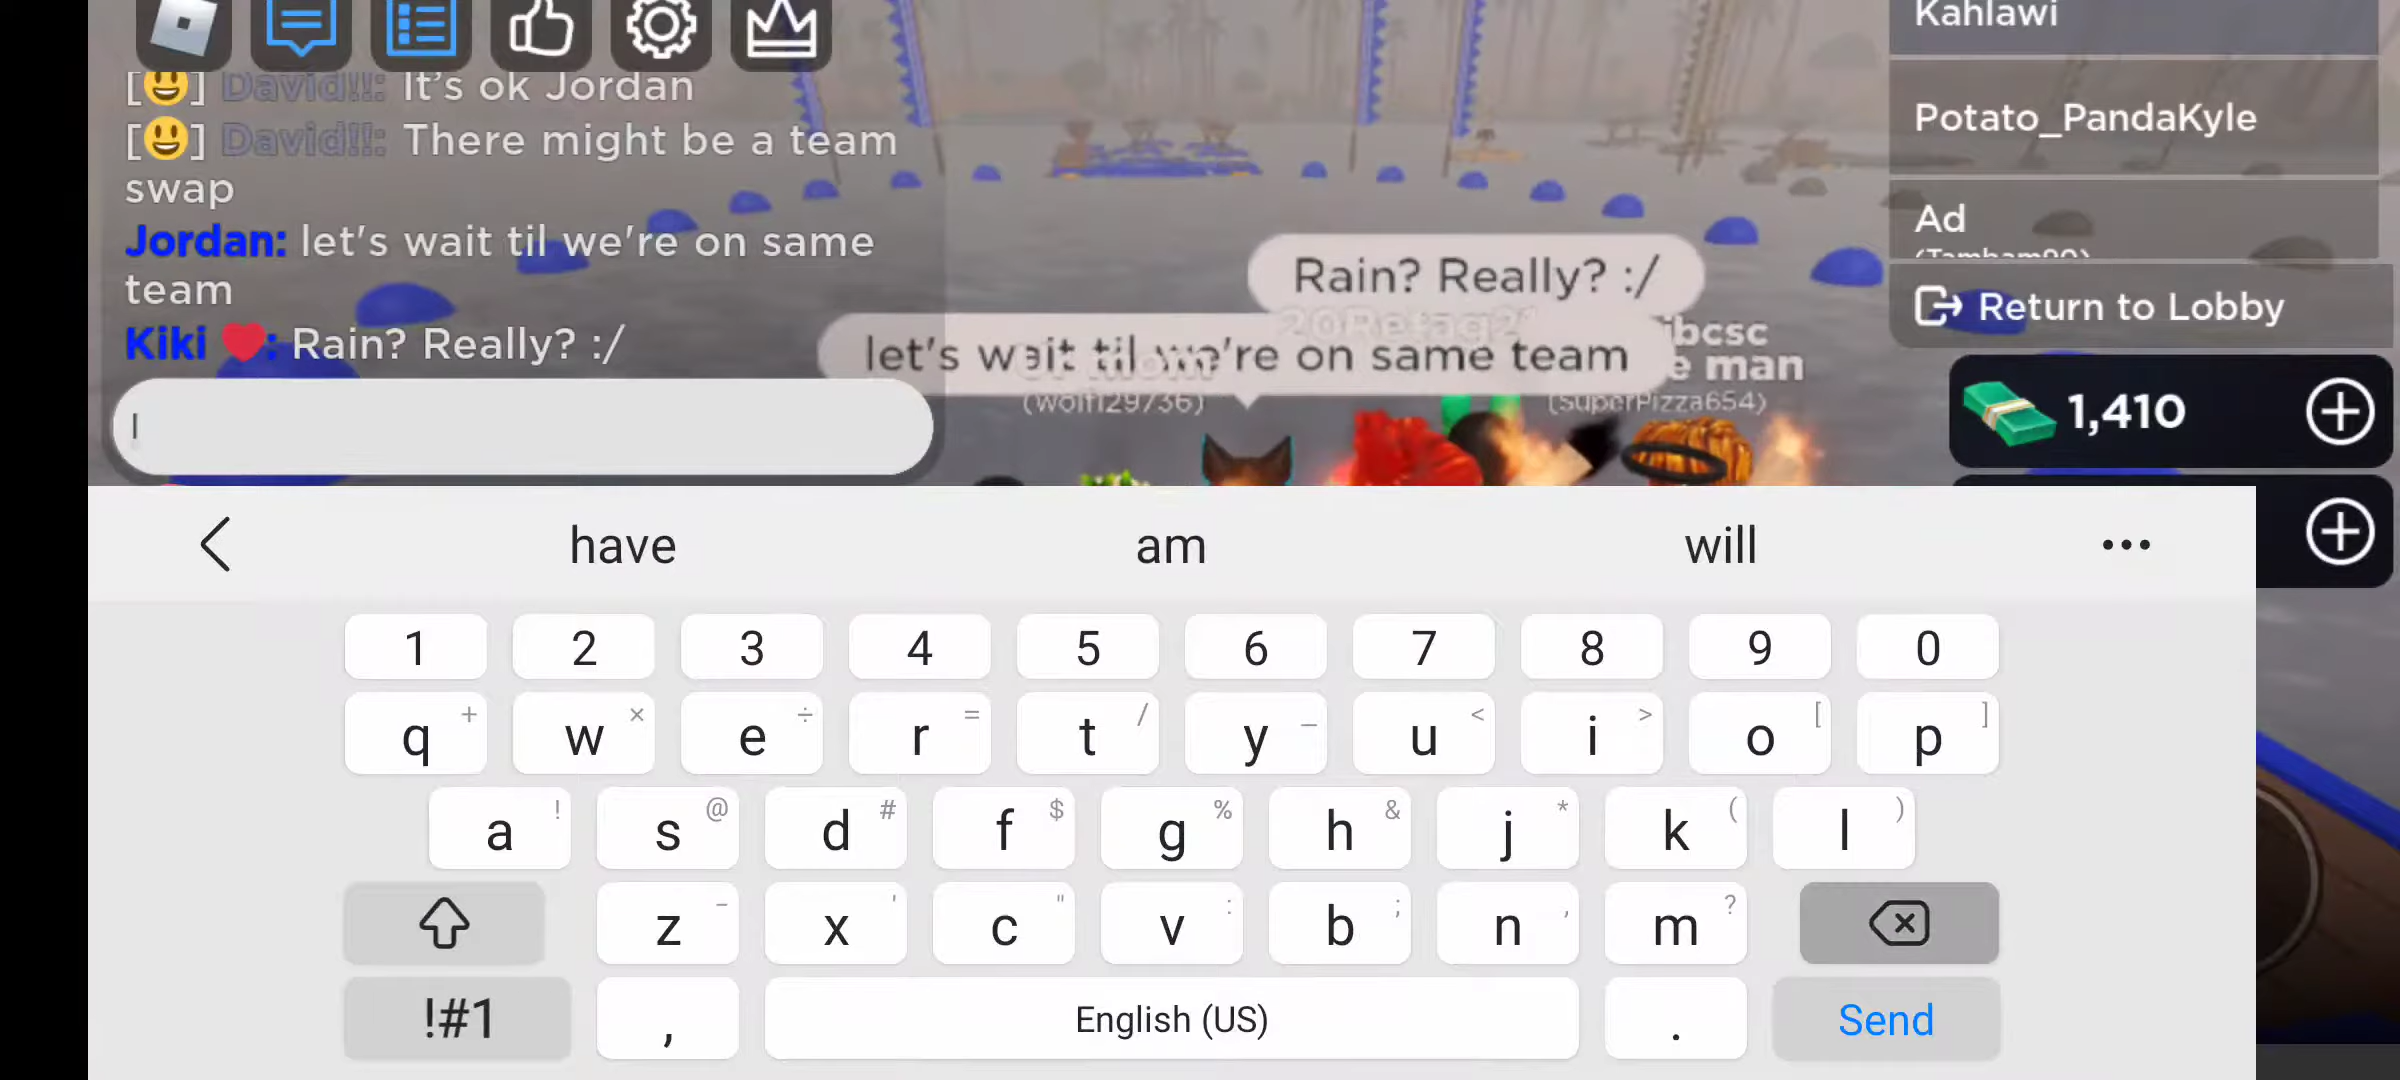 Kahlawi
[😃] David!!!: It's ok Jordan
[😃] David!!!: There might be a team
swap
Potato_PandaKyle
Jordan: let's wait til we're on same
team
Ad
Rain? Really? :/
Return to Lobby
Kiki ❤️: Rain? Really? :/
let's wait til we're on same team
ibcsc
e man
(wolf129736)
(SuperPizza654)
1,410
I
have am will ...
1 2 3 4 5 6 7 8 9 0
q + w × e ÷ r = t / y _ u < i > o [ p ]
a ! s @ d # f $ g % h & j * k ( l )
z - x ' c " v : b ; n , m ?
!#1 , English (US) . Send